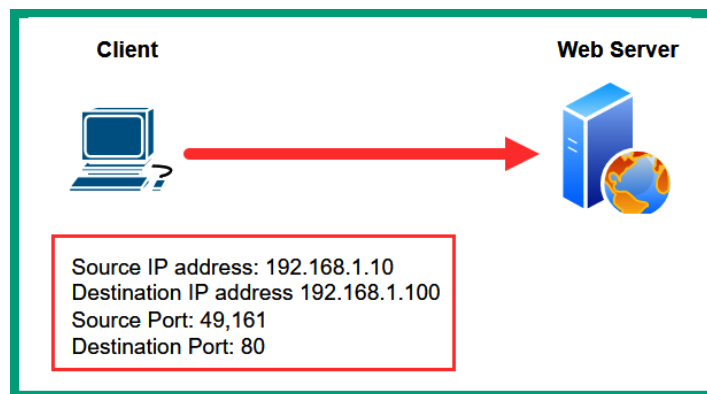 Client
Web Server
Source IP address: 192.168.1.10
Destination IP address 192.168.1.100
Source Port: 49,161
Destination Port: 80